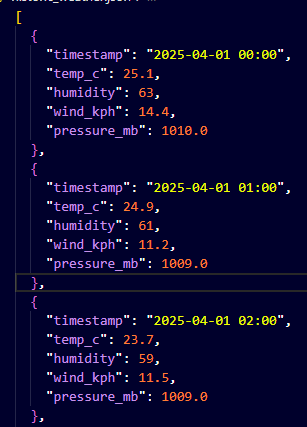 [
{
"timestamp": "2025-04-01 00:00",
"temp_c": 25.1,
"humidity": 63,
"wind_kph": 14.4,
"pressure_mb": 1010.0
},
{
"timestamp": "2025-04-01 01:00",
"temp_c": 24.9,
"humidity": 61,
"wind_kph": 11.2,
"pressure_mb": 1009.0
},
{
"timestamp": "2025-04-01 02:00",
"temp_c": 23.7,
"humidity": 59,
"wind_kph": 11.5,
"pressure_mb": 1009.0
},